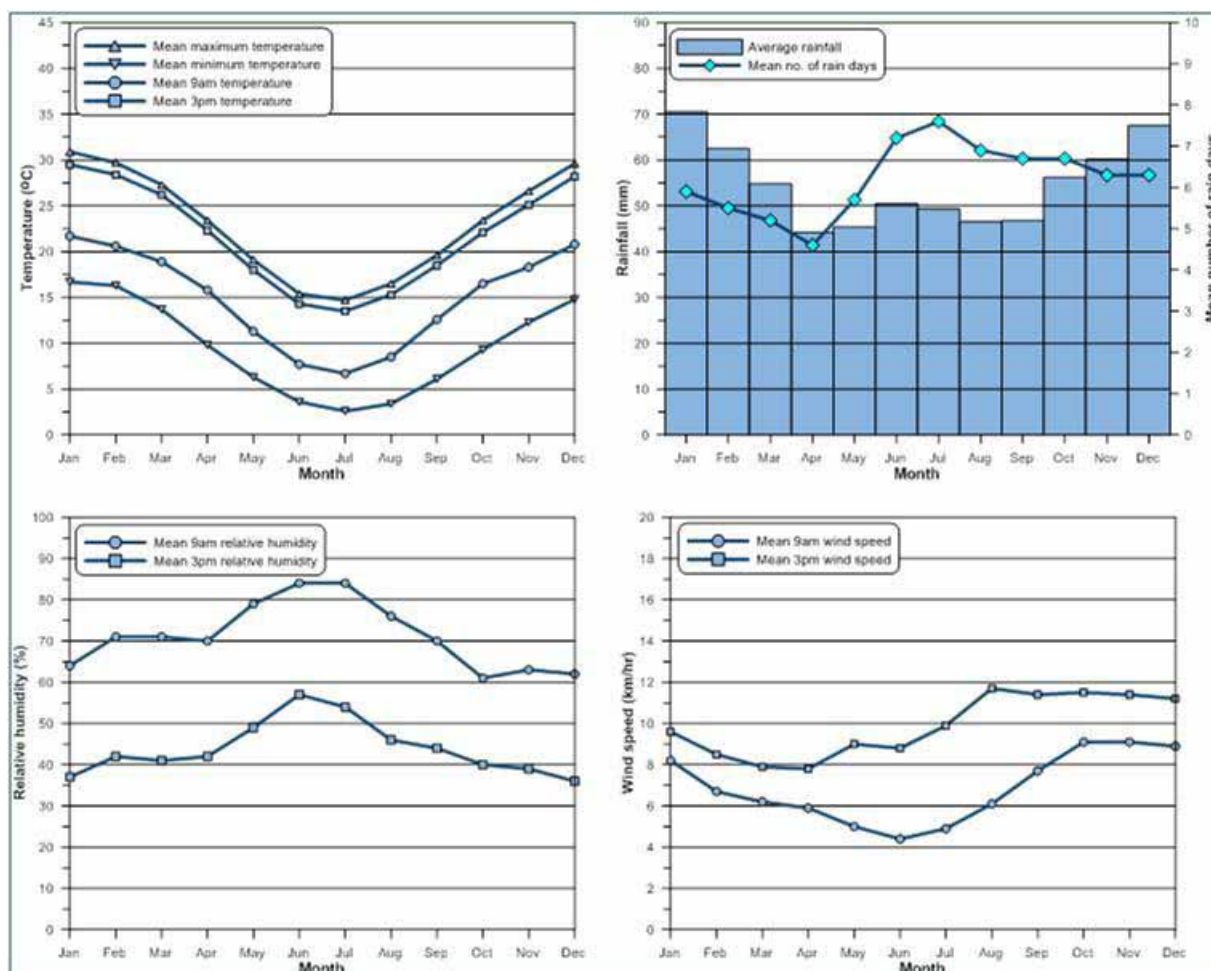 45
40
35
30
25
20
15
10
5
0
Temperature (ºC)
Mean maximum temperature
Mean minimum temperature
Mean 9am temperature
Mean 3pm temperature
Jan Feb Mar Apr May Jun Jul Aug Sep Oct Nov Dec
Month
90
80
70
60
50
40
30
20
10
0
Rainfall (mm)
Average rainfall
Mean no. of rain days
10
9
8
7
6
5
4
3
2
1
0
Mean number of rain days
Jan Feb Mar Apr May Jun Jul Aug Sep Oct Nov Dec
Month
100
90
80
70
60
50
40
30
20
10
0
Relative humidity (%)
Mean 9am relative humidity
Mean 3pm relative humidity
Jan Feb Mar Apr May Jun Jul Aug Sep Oct Nov Dec
Month
20
18
16
14
12
10
8
6
4
2
0
Wind speed (km/hr)
Mean 9am wind speed
Mean 3pm wind speed
Jan Feb Mar Apr May Jun Jul Aug Sep Oct Nov Dec
Month